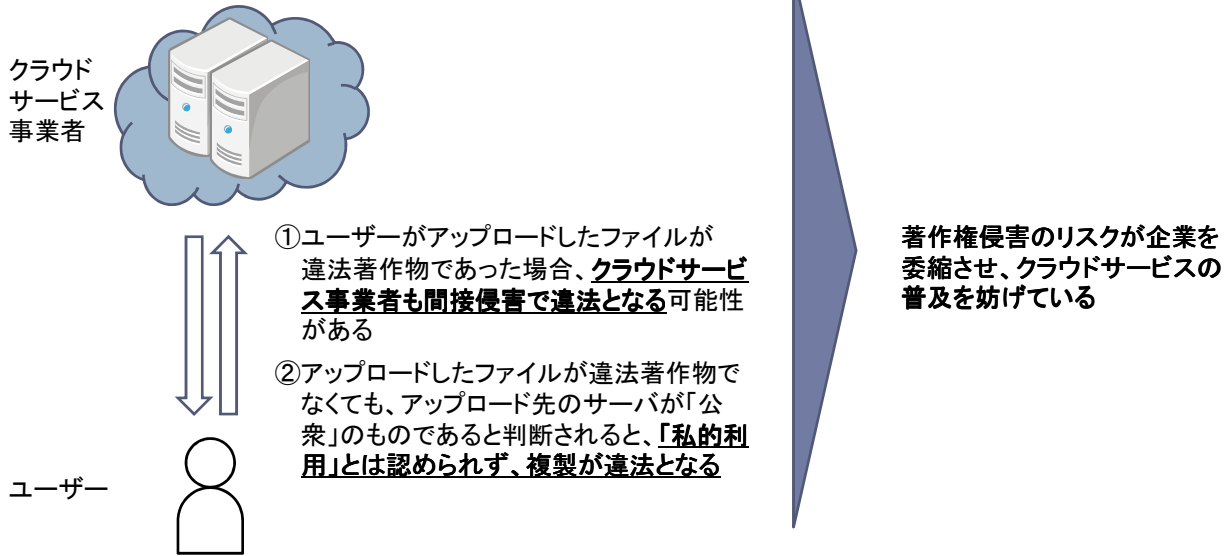 クラウド
サービス
事業者
①ユーザーがアップロードしたファイルが
違法著作物であった場合、クラウドサービ
ス事業者も間接侵害で違法となる可能性
がある
②アップロードしたファイルが違法著作物で
なくても、アップロード先のサーバが「公
衆」のものであると判断されると、「私的利
用」とは認められず、複製が違法となる
ユーザー
著作権侵害のリスクが企業を
委縮させ、クラウドサービスの
普及を妨げている